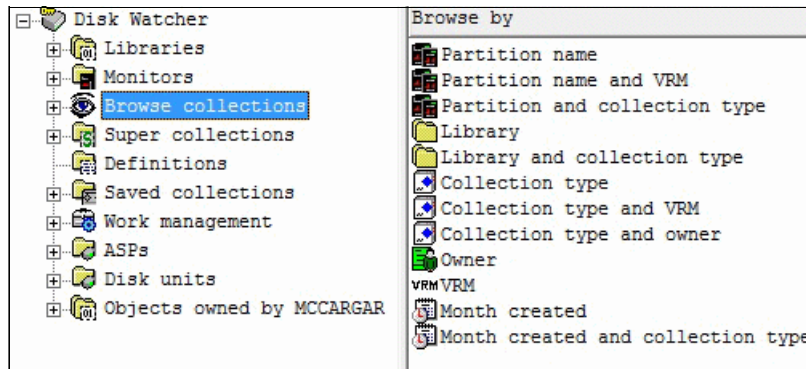 Disk Watcher
Libraries
Monitors
Browse collections
Super collections
Definitions
Saved collections
Work management
ASPs
Disk units
Objects owned by MCCARGAR
Browse by
Partition name
Partition name and VRM
Partition and collection type
Library
Library and collection type
Collection type
Collection type and VRM
Collection type and owner
Owner
VRM VRM
Month created
Month created and collection type